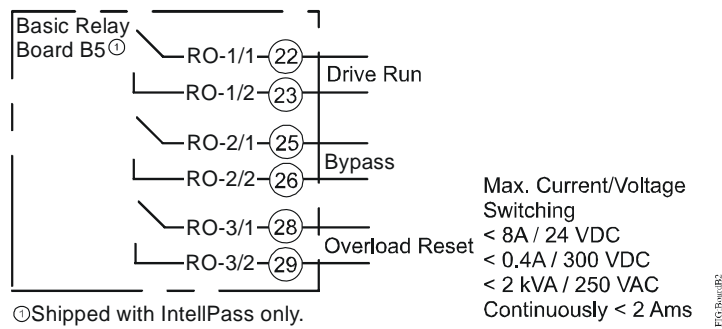 Basic Relay
Board B5①
RO-1/1 22
Drive Run
RO-1/2 23
RO-2/1 25
Bypass
RO-2/2 26
RO-3/1 28
Overload Reset
RO-3/2 29
Max. Current/Voltage
Switching
< 8A / 24 VDC
< 0.4A / 300 VDC
< 2 kVA / 250 VAC
Continuously < 2 Ams
①Shipped with IntellPass only.
FIG:BoardB2